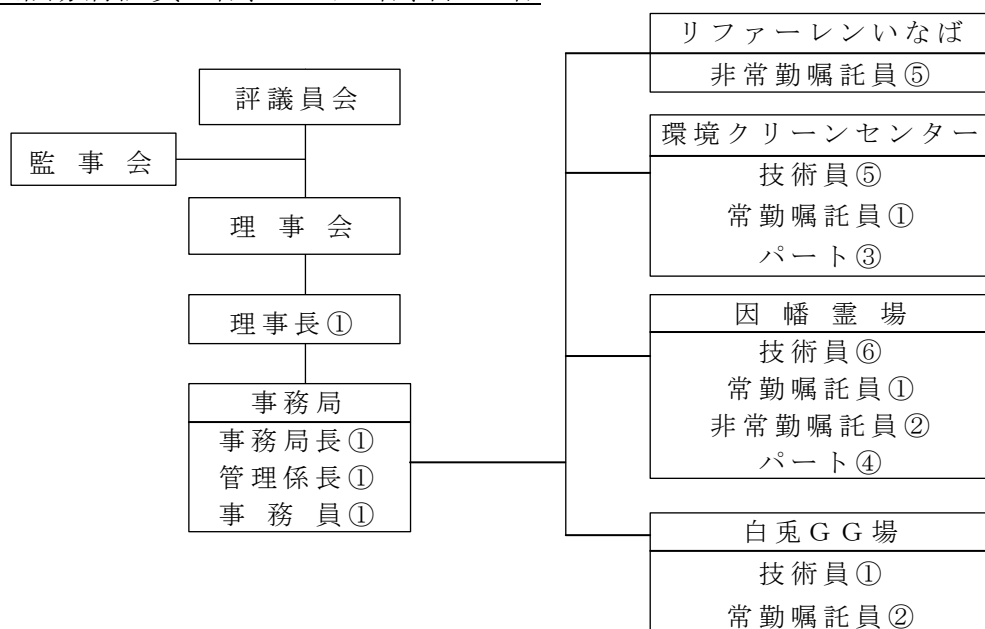 評議員会
監事会
理事会
理事長①
事務局
事務局長①
管理係長①
事務員①
リファーレンいなば
非常勤嘱託員⑤
環境クリーンセンター
技術員⑤
常勤嘱託員①
パート③
因幡霊場
技術員⑥
常勤嘱託員①
非常勤嘱託員②
パート④
白兎GG場
技術員①
常勤嘱託員②